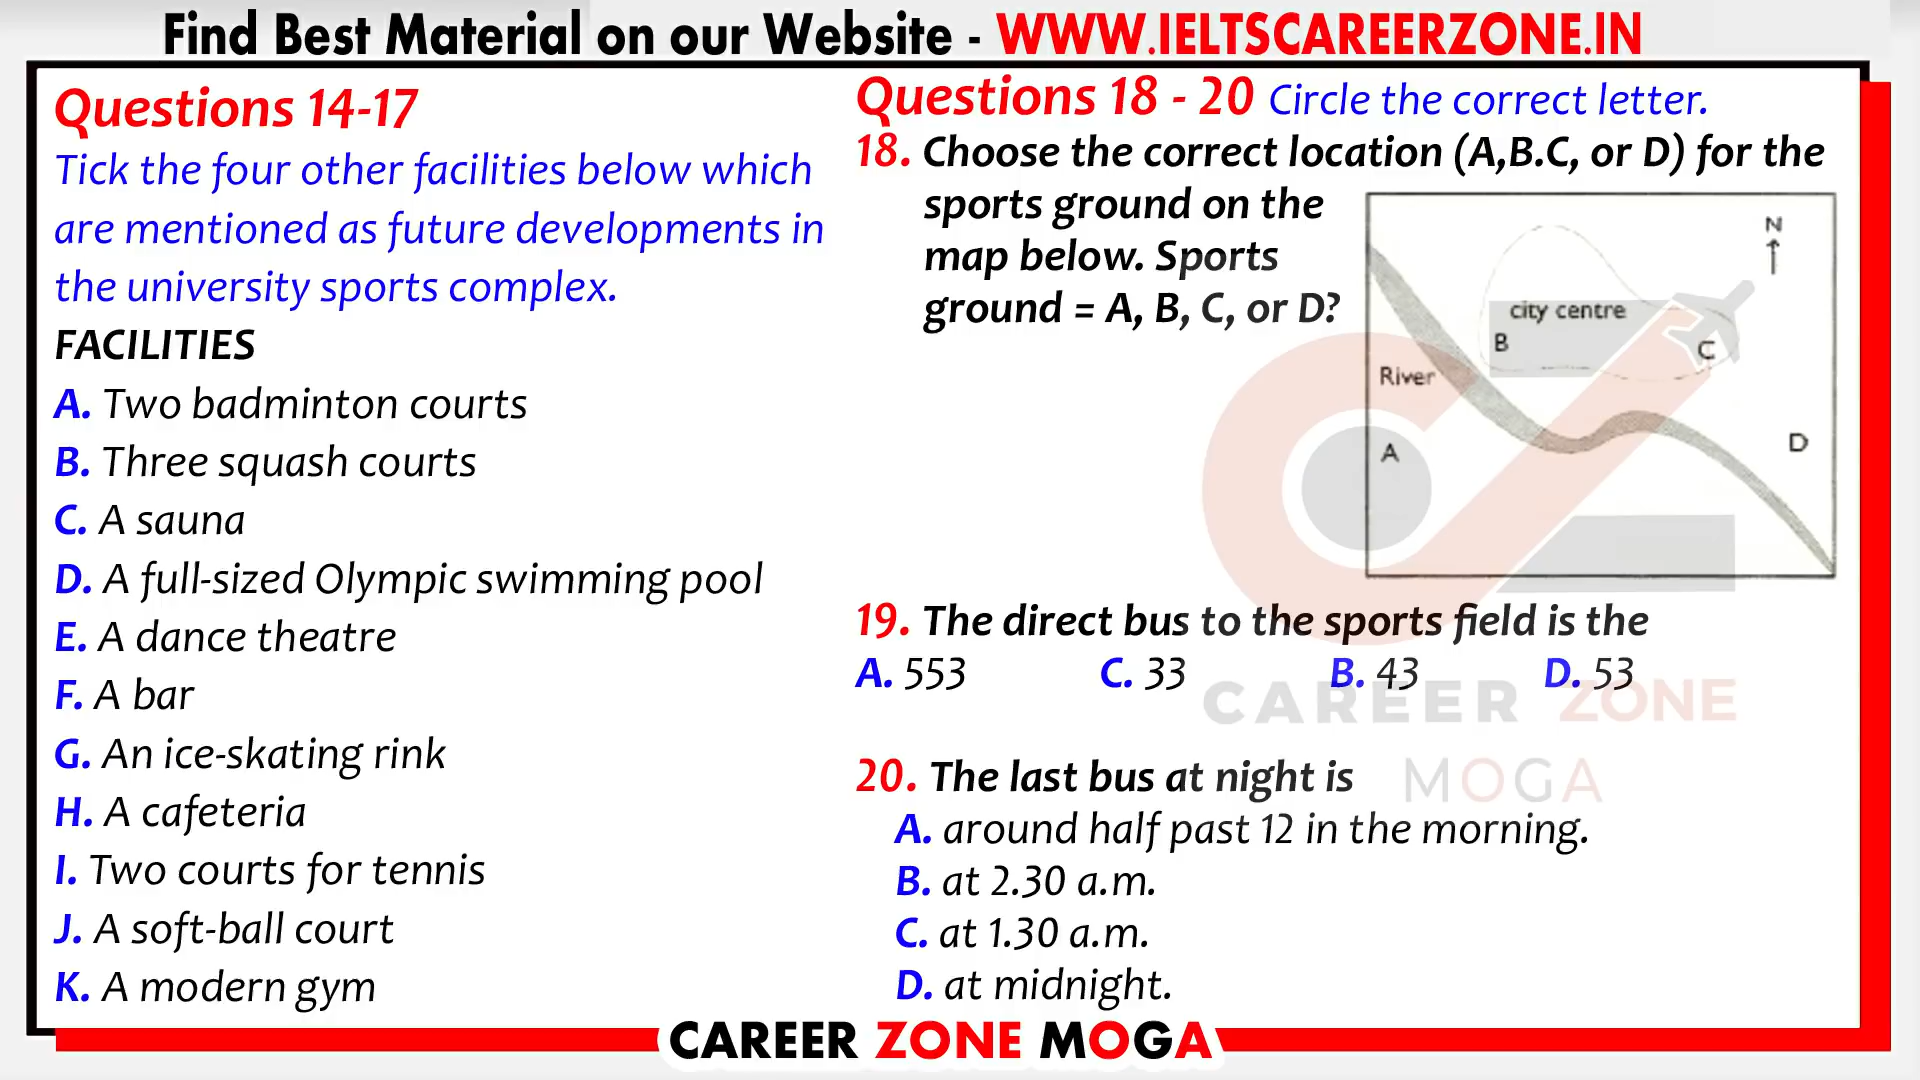 Find Best Material on our Website - WWW.IELTSCAREERZONE.IN
Questions 14-17
Tick the four other facilities below which
are mentioned as future developments in
the university sports complex.
FACILITIES
A. Two badminton courts
B. Three squash courts
C. A sauna
D. A full-sized Olympic swimming pool
E. A dance theatre
F. A bar
G. An ice-skating rink
H. A cafeteria
I. Two courts for tennis
J. A soft-ball court
K. A modern gym
Questions 18 - 20 Circle the correct letter.
18. Choose the correct location (A,B.C, or D) for the
sports ground on the
map below. Sports
ground = A, B, C, or D?
N
city centre
B
C
River
A
D
19. The direct bus to the sports field is the
A. 553 C. 33 B. 43 D. 53
CAREER ZONE
MOGA
20. The last bus at night is
A. around half past 12 in the morning.
B. at 2.30 a.m.
C. at 1.30 a.m.
D. at midnight.
CAREER ZONE MOGA